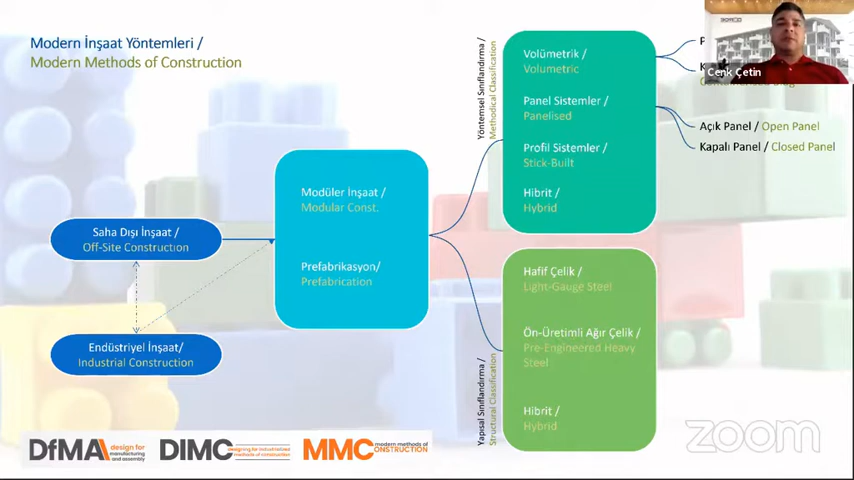 Modern İnşaat Yöntemleri /
Modern Methods of Construction
Saha Dışı İnşaat /
Off-Site Construction
Endüstriyel İnşaat/
Industrial Construction
Modüler İnşaat /
Modular Const.
Prefabrikasyon/
Prefabrication
Yöntemsel Sınıflandırma /
Methodical Classification
Volümetrik /
Volumetric
Panel Sistemler /
Panelised
Profil Sistemler /
Stick-Built
Hibrit /
Hybrid
Cenk Çetin
Açık Panel / Open Panel
Kapalı Panel / Closed Panel
Yapısal Sınıflandırma /
Structural Classification
Hafif Çelik /
Light-Gauge Steel
Ön-Üretimli Ağır Çelik /
Pre-Engineered Heavy
Steel
Hibrit /
Hybrid
DfMA design for
manufacturing
and assembly
DIMC designing for industrialized
methods of construction
MMC modern methods of
CONSTRUCTION
zoom